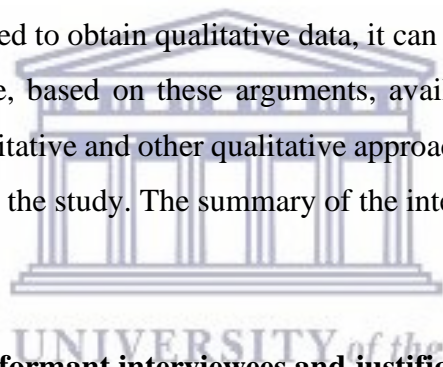 ed to obtain qualitative data, it can
e, based on these arguments, avai
itative and other qualitative approac
the study. The summary of the inte
UNIVERSITY of the
formant interviewees and justific